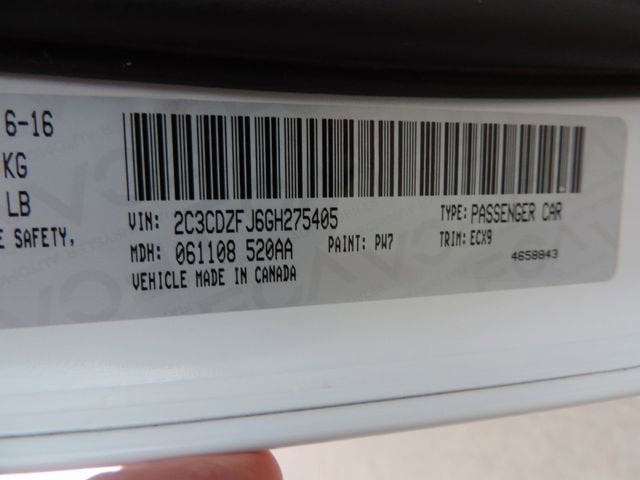 6-16
KG
LB
E SAFETY,
VIN: 2C3CDZFJ6GH275405
TYPE: PASSENGER CAR
MDH: 061108 520AA
PAINT: PW7
TRIM: ECX9
VEHICLE MADE IN CANADA
4658843